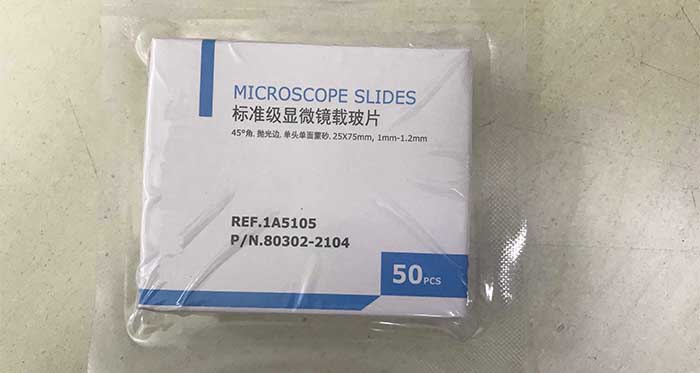 MICROSCOPE SLIDES
标准级显微镜载玻片
45°角. 抛光边. 单头单面蒙砂. 25X75mm, 1mm-1.2mm
REF.1A5105
P/N.80302-2104
50PCS